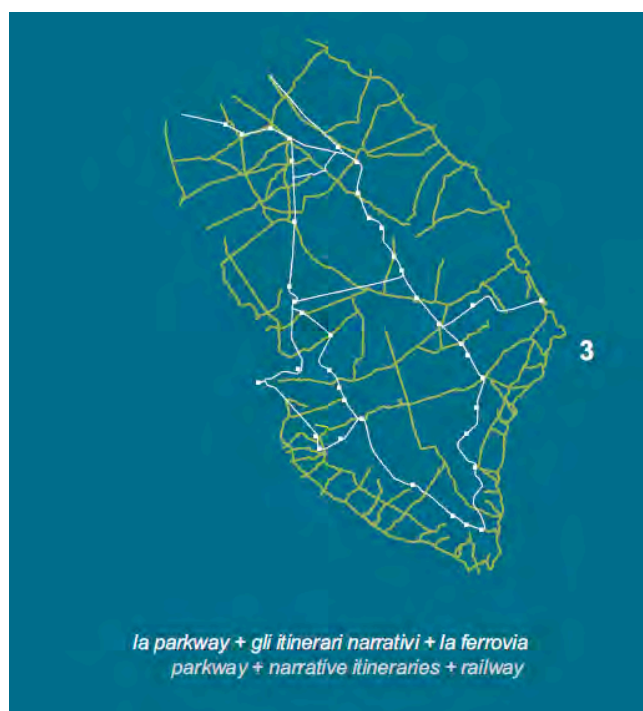 3
la parkway + gli itinerari narrativi + la ferrovia
parkway + narrative itineraries + railway